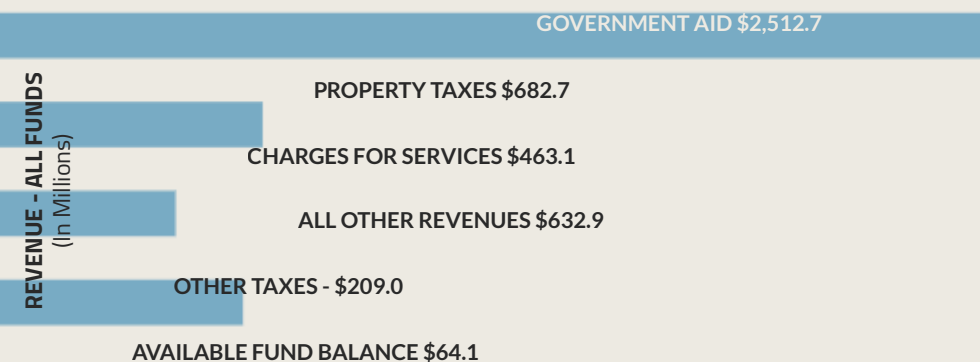 GOVERNMENT AID $2,512.7
PROPERTY TAXES $682.7
CHARGES FOR SERVICES $463.1
ALL OTHER REVENUES $632.9
OTHER TAXES - $209.0
AVAILABLE FUND BALANCE $64.1
REVENUE - ALL FUNDS
(In Millions)